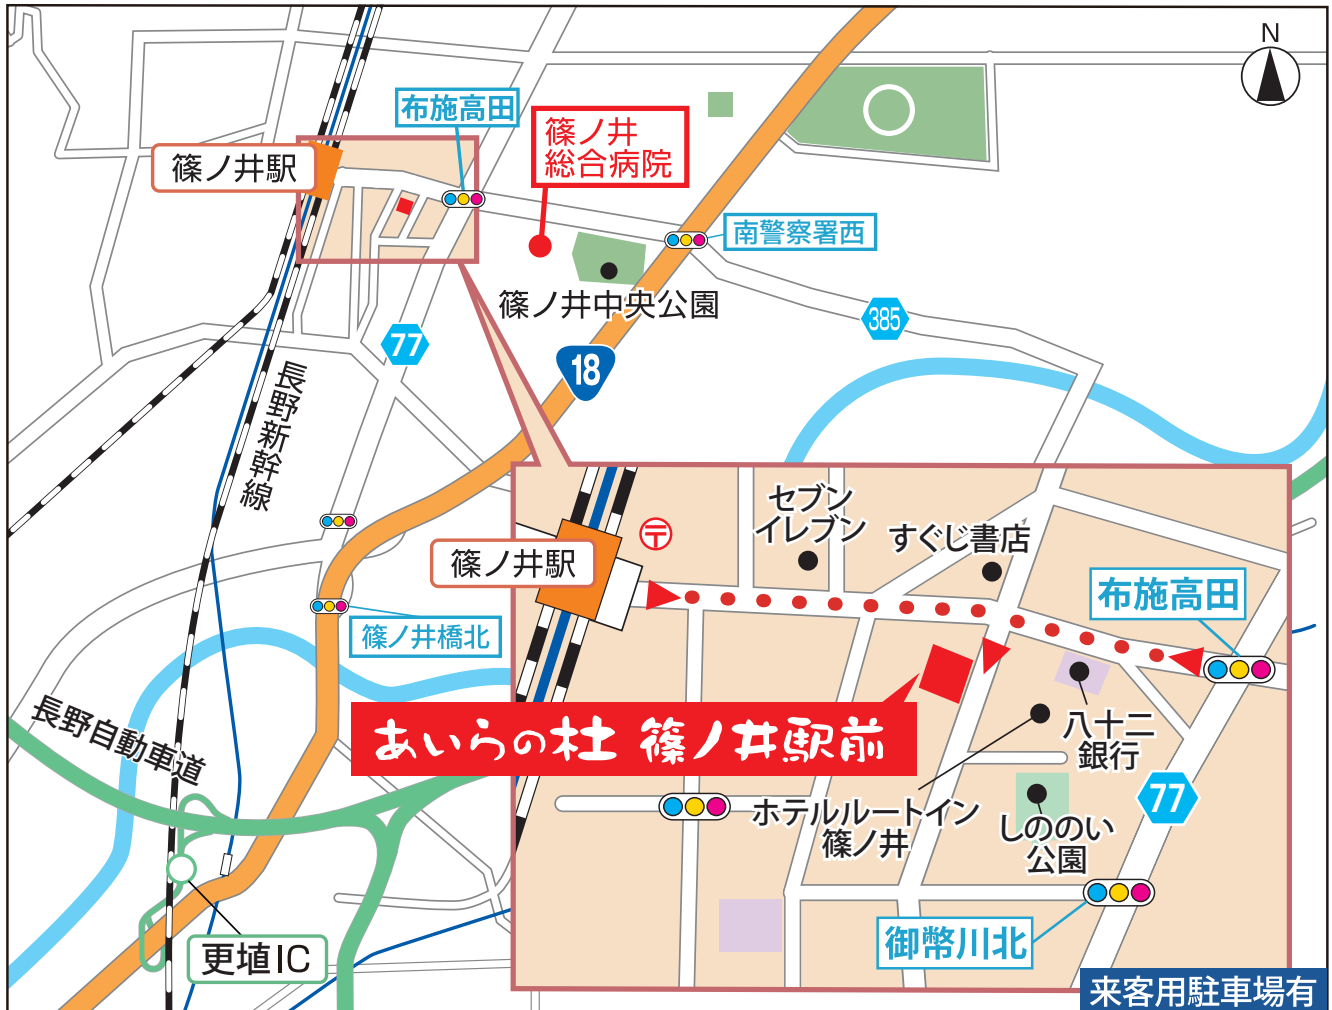 N
布施高田
篠ノ井
総合病院
篠ノ井駅
南警察署西
篠ノ井中央公園
385
77
18
長野新幹線
セブン
イレブン
すぐじ書店
〒
篠ノ井駅
布施高田
篠ノ井橋北
長野自動車道
あいらの杜 篠ノ井駅前
八十二
銀行
77
ホテルルートイン
篠ノ井
しののい
公園
更埴IC
御幣川北
来客用駐車場有